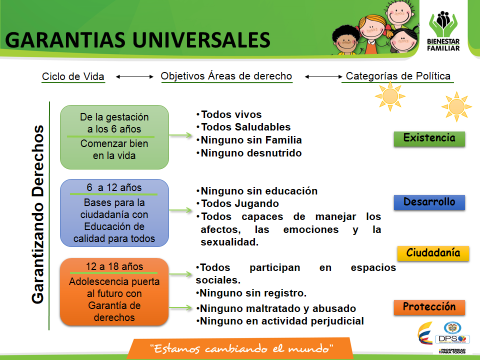 GARANTIAS UNIVERSALES
BIENESTAR
FAMILIAR
Ciclo de Vida
Objetivos Áreas de derecho
Categorías de Política
Garantizando Derechos
De la gestación
a los 6 años
Comenzar bien
en la vida
•Todos vivos
•Todos Saludables
•Ninguno sin Familia
•Ninguno desnutrido
Existencia
6 a 12 años
Bases para la
ciudadanía con
Educación de
calidad para todos
•Ninguno sin educación
•Todos Jugando
•Todos capaces de manejar los
afectos, las emociones y la
sexualidad.
Desarrollo
Ciudadanía
12 a 18 años
Adolescencia puerta
al futuro con
Garantía de
derechos
•Todos participan en espacios
sociales.
•Ninguno sin registro.
•Ninguno maltratado y abusado
•Ninguno en actividad perjudicial
Protección
DPS
"Estamos cambiando el mundo"